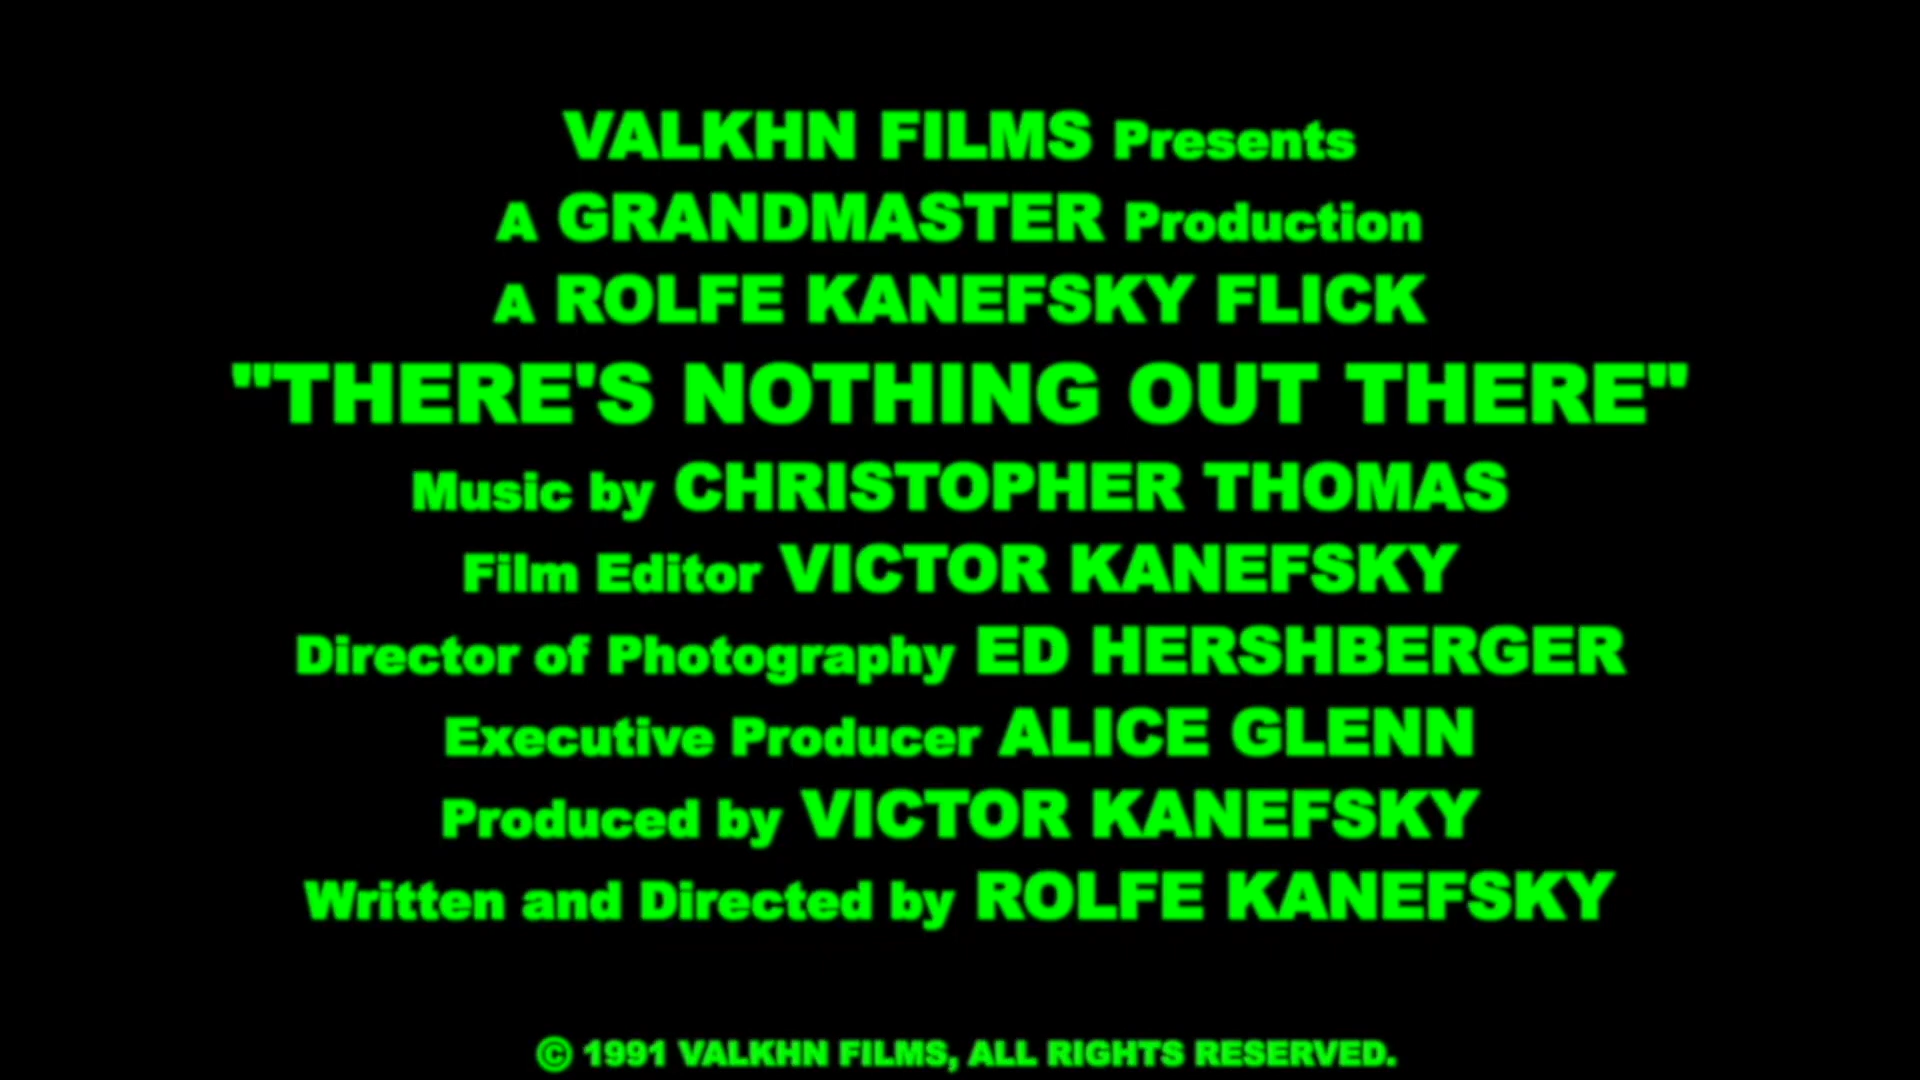 VALKHN FILMS Presents
A GRANDMASTER Production
A ROLFE KANEFSKY FLICK
"THERE'S NOTHING OUT THERE"
Music by CHRISTOPHER THOMAS
Film Editor VICTOR KANEFSKY
Director of Photography ED HERSHBERGER
Executive Producer ALICE GLENN
Produced by VICTOR KANEFSKY
Written and Directed by ROLFE KANEFSKY
© 1991 VALKHN FILMS, ALL RIGHTS RESERVED.